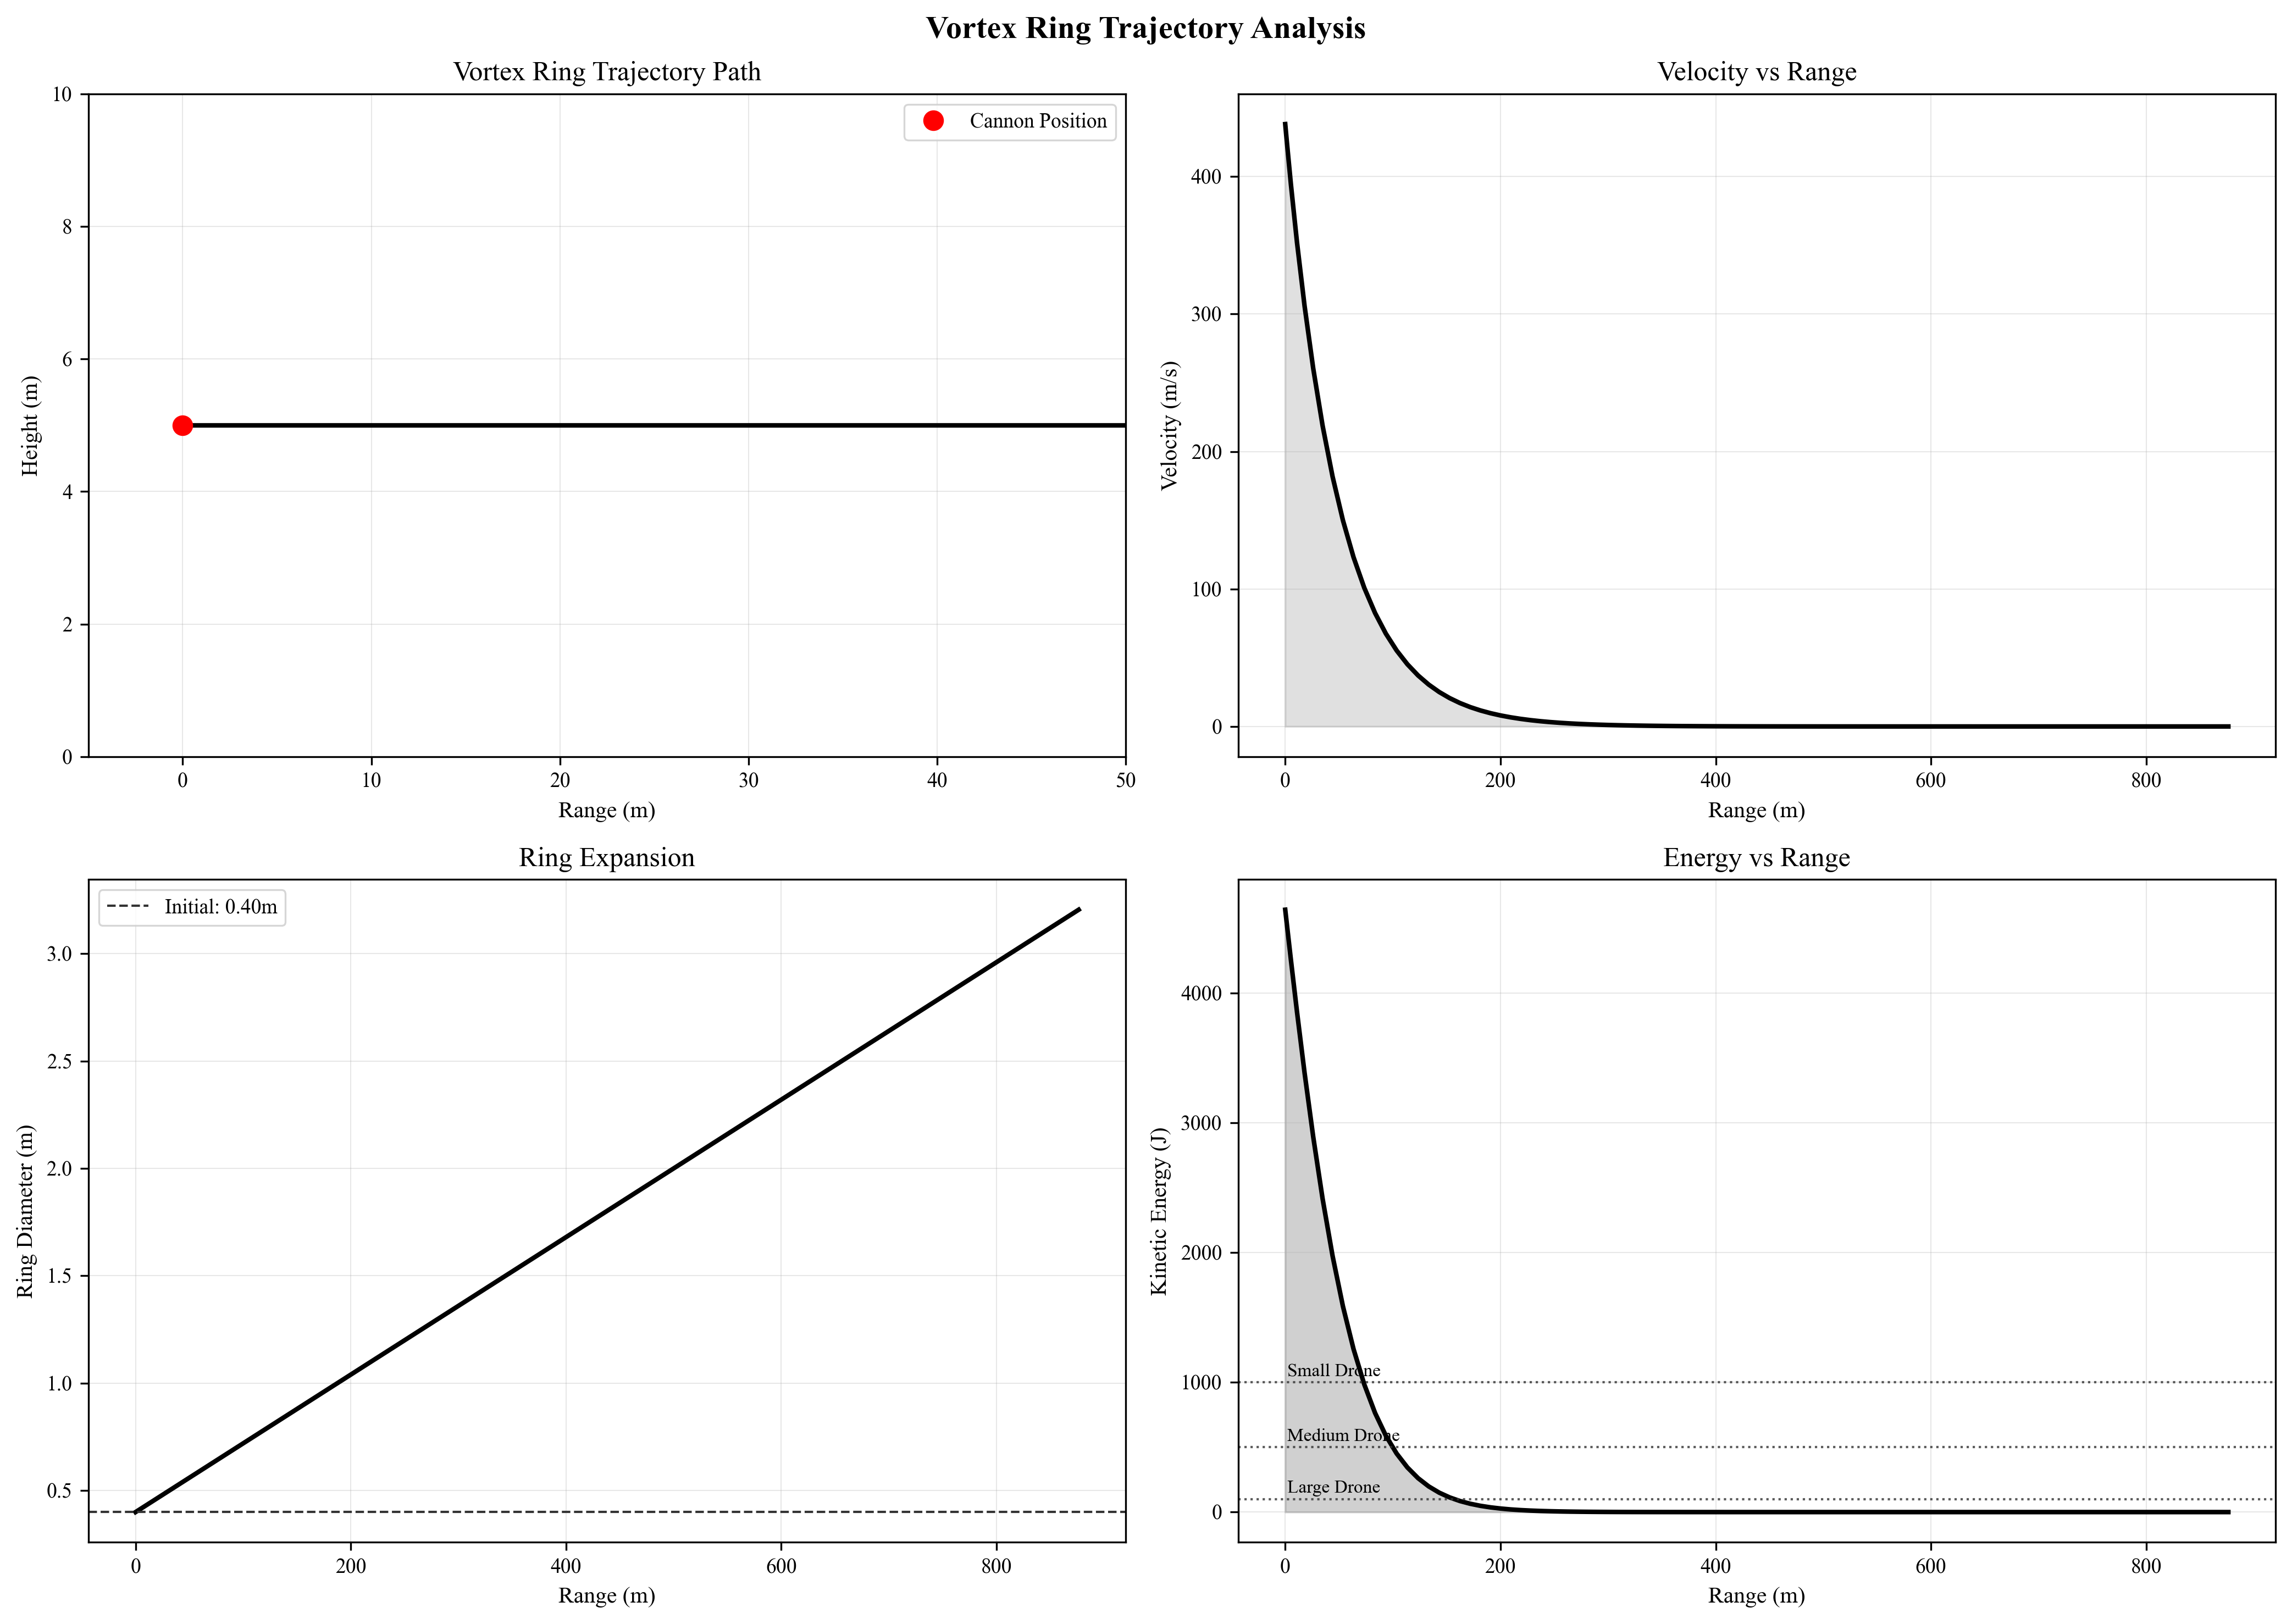 Vortex Ring Trajectory Analysis
Vortex Ring Trajectory Path
10
8
6
4
2
0
Height (m)
Cannon Position
0 10 20 30 40 50
Range (m)
Velocity vs Range
400
300
200
100
0
Velocity (m/s)
0 200 400 600 800
Range (m)
Ring Expansion
Initial: 0.40m
3.0
2.5
2.0
1.5
1.0
0.5
Ring Diameter (m)
0 200 400 600 800
Range (m)
Energy vs Range
4000
3000
2000
1000
0
Kinetic Energy (J)
Small Drone
Medium Drone
Large Drone
0 200 400 600 800
Range (m)